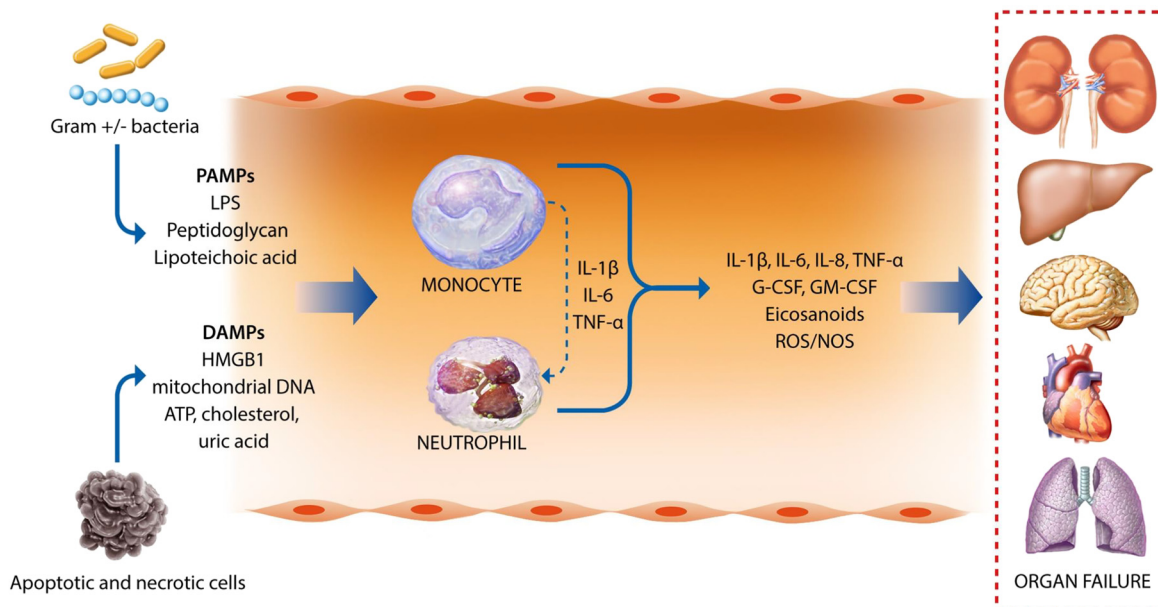 Gram +/- bacteria
PAMPs
LPS
Peptidoglycan
Lipoteichoic acid
DAMPs
HMGB1
mitochondrial DNA
ATP, cholesterol,
uric acid
Apoptotic and necrotic cells
MONOCYTE
IL-1β
IL-6
TNF-α
NEUTROPHIL
IL-1β, IL-6, IL-8, TNF-α
G-CSF, GM-CSF
Eicosanoids
ROS/NOS
ORGAN FAILURE